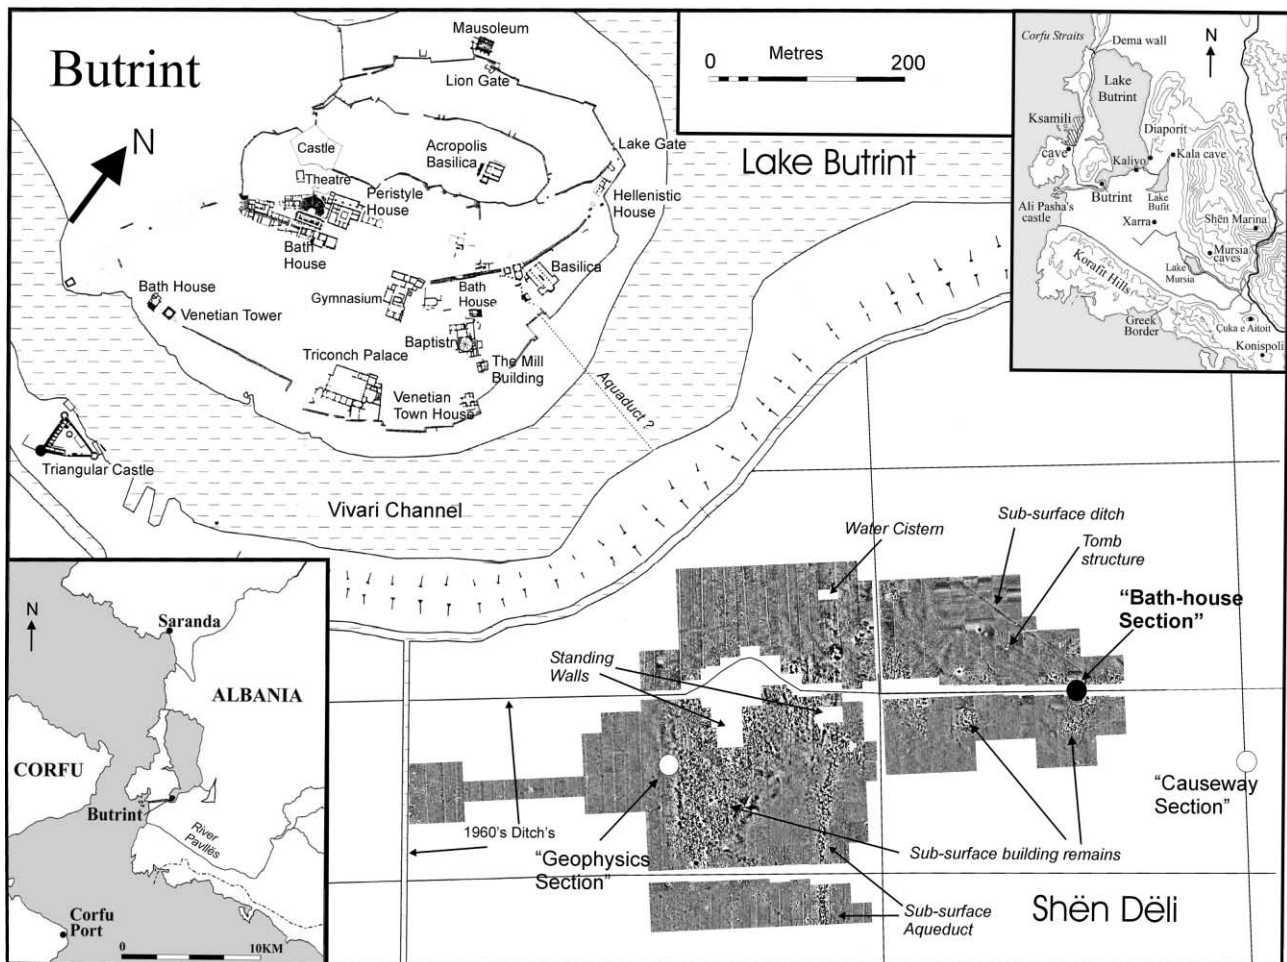 Butrint
N
Mausoleum
Lion Gate
Castle
Acropolis
Basilica
Theatre
Peristyle
House
Bath
House
Lake Gate
Hellenistic
House
Basilica
Bath
House
Gymnasium
Bath House
Venetian Tower
Baptistry
The Mill
Building
Triconch Palace
Venetian
Town House
Aquaduct ?
Triangular Castle
Vivari Channel
Metres
0
200
Lake Butrint
Corfu Straits
N
Dema wall
Lake
Butrint
Ksamili
cave
Diaporit
Kala cave
Kalivo
Ali Pasha's
castle
Butrint
Lake
Bufit
Xarra
Shën Marina
Mursia
caves
Lake
Mursia
Korafit Hills
Greek
Border
Çuka e Aitoit
Konispoli
Water Cistern
Sub-surface ditch
Tomb
structure
“Bath-house
Section”
Standing
Walls
“Causeway
Section”
1960's Ditch's
“Geophysics
Section”
Sub-surface building remains
Sub-surface
Aqueduct
Shën Dëli
N
Saranda
ALBANIA
CORFU
Butrint
River
Pavllës
Corfu
Port
0
10KM